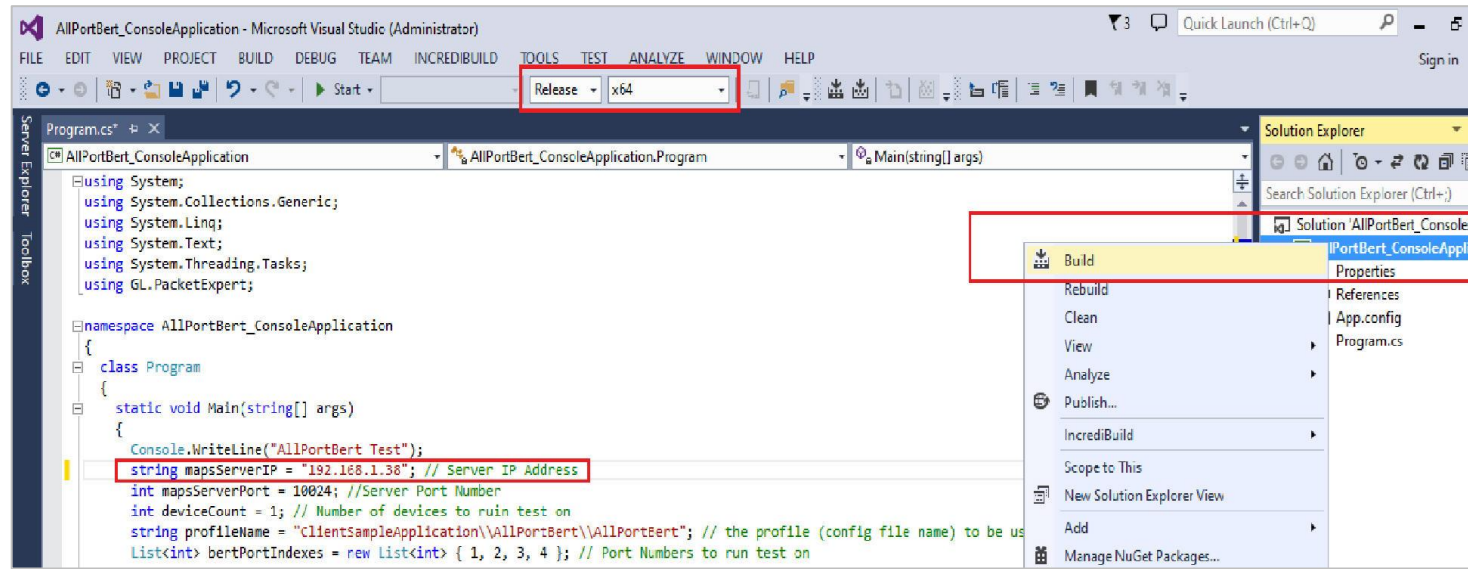 AllPortBert_ConsoleApplication - Microsoft Visual Studio (Administrator)
3
Quick Launch (Ctrl+Q)
FILE EDIT VIEW PROJECT BUILD DEBUG TEAM INCREDIBUILD TOOLS TEST ANALYZE WINDOW HELP
Sign in
Start
Release
x64
Server Explorer
Toolbox
Program.cs*
AllPortBert_ConsoleApplication
AllPortBert_ConsoleApplication.Program
Main(string[] args)
using System;
using System.Collections.Generic;
using System.Linq;
using System.Text;
using System.Threading.Tasks;
using GL.PacketExpert;
namespace AllPortBert_ConsoleApplication
{
class Program
{
static void Main(string[] args)
{
Console.WriteLine("AllPortBert Test");
string mapsServerIP = "192.168.1.38"; // Server IP Address
int mapsServerPort = 10024; //Server Port Number
int deviceCount = 1; // Number of devices to ruin test on
string profileName = "ClientSampleApplication\\AllPortBert\\AllPortBert"; // the profile (config file name) to be us
List<int> bertPortIndexes = new List<int> { 1, 2, 3, 4 }; // Port Numbers to run test on
Build
Rebuild
Clean
View
Analyze
Publish...
IncrediBuild
Scope to This
New Solution Explorer View
Add
Manage NuGet Packages...
Solution Explorer
Search Solution Explorer (Ctrl+;)
Solution 'AllPortBert_Console
lPortBert_ConsoleAppli
Properties
References
App.config
Program.cs